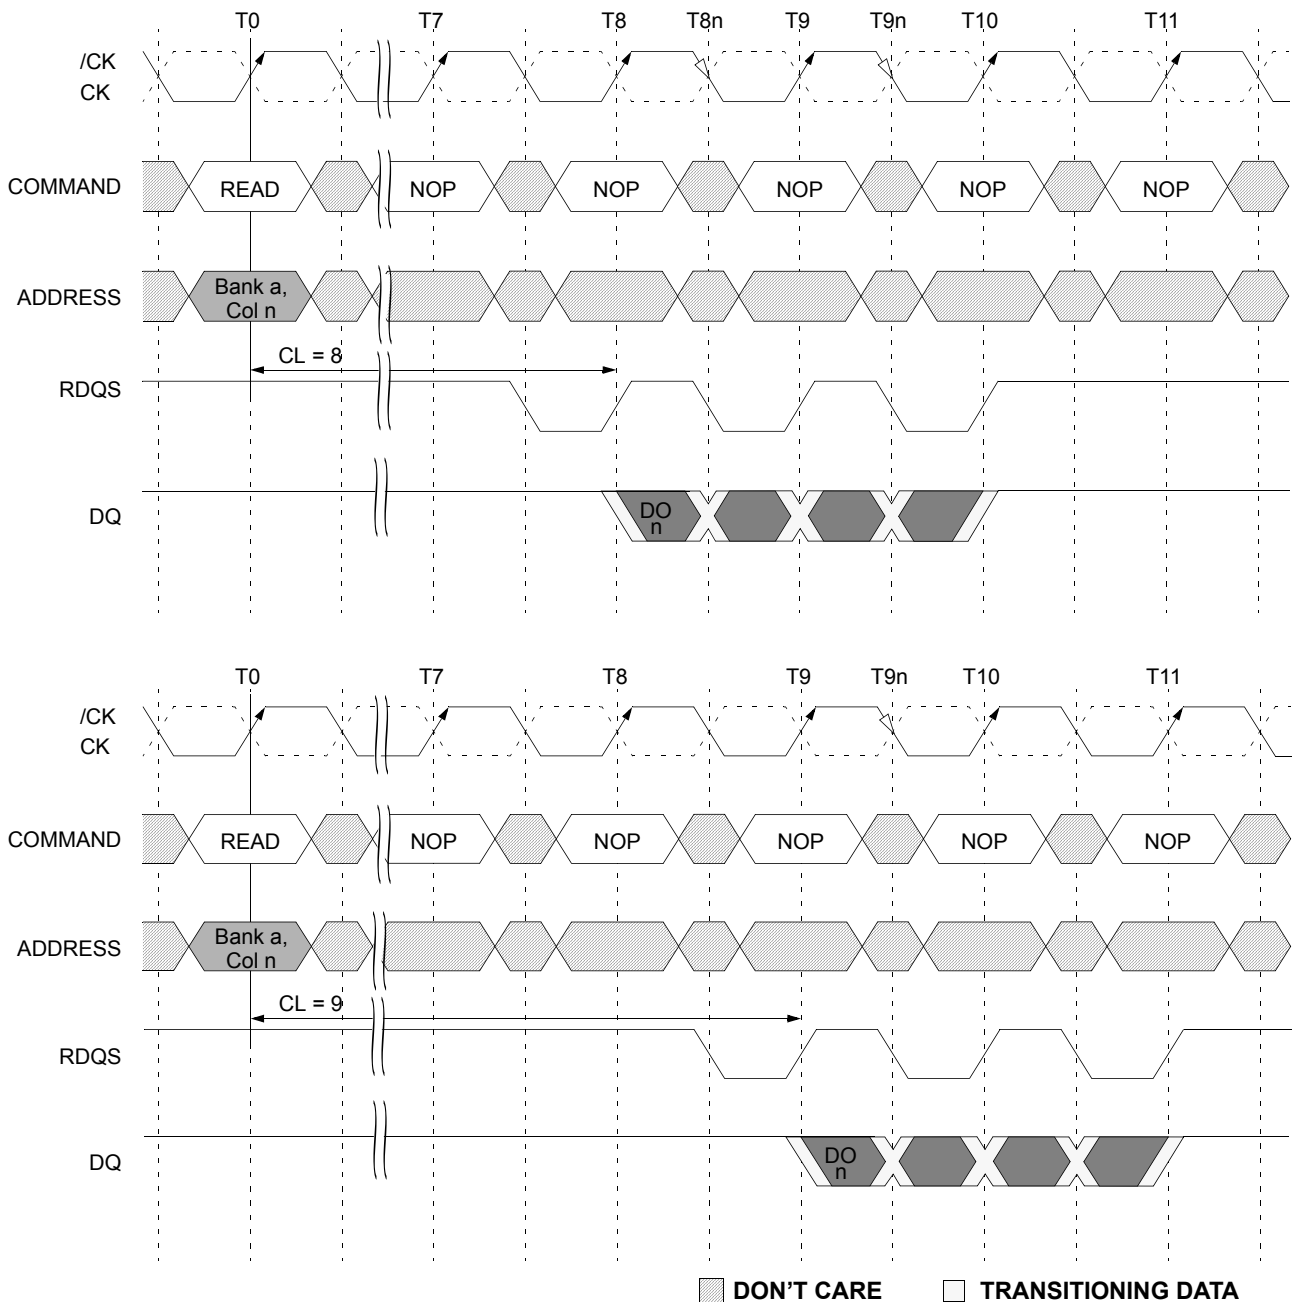 T0 T7 T8 T8n T9 T9n T10 T11
/CK
CK
COMMAND READ NOP NOP NOP NOP NOP
ADDRESS Bank a,
Col n
CL = 8
RDQS
DQ DO
n
T0 T7 T8 T9 T9n T10 T11
/CK
CK
COMMAND READ NOP NOP NOP NOP NOP
ADDRESS Bank a,
Col n
CL = 9
RDQS
DQ DO
n
DON'T CARE TRANSITIONING DATA